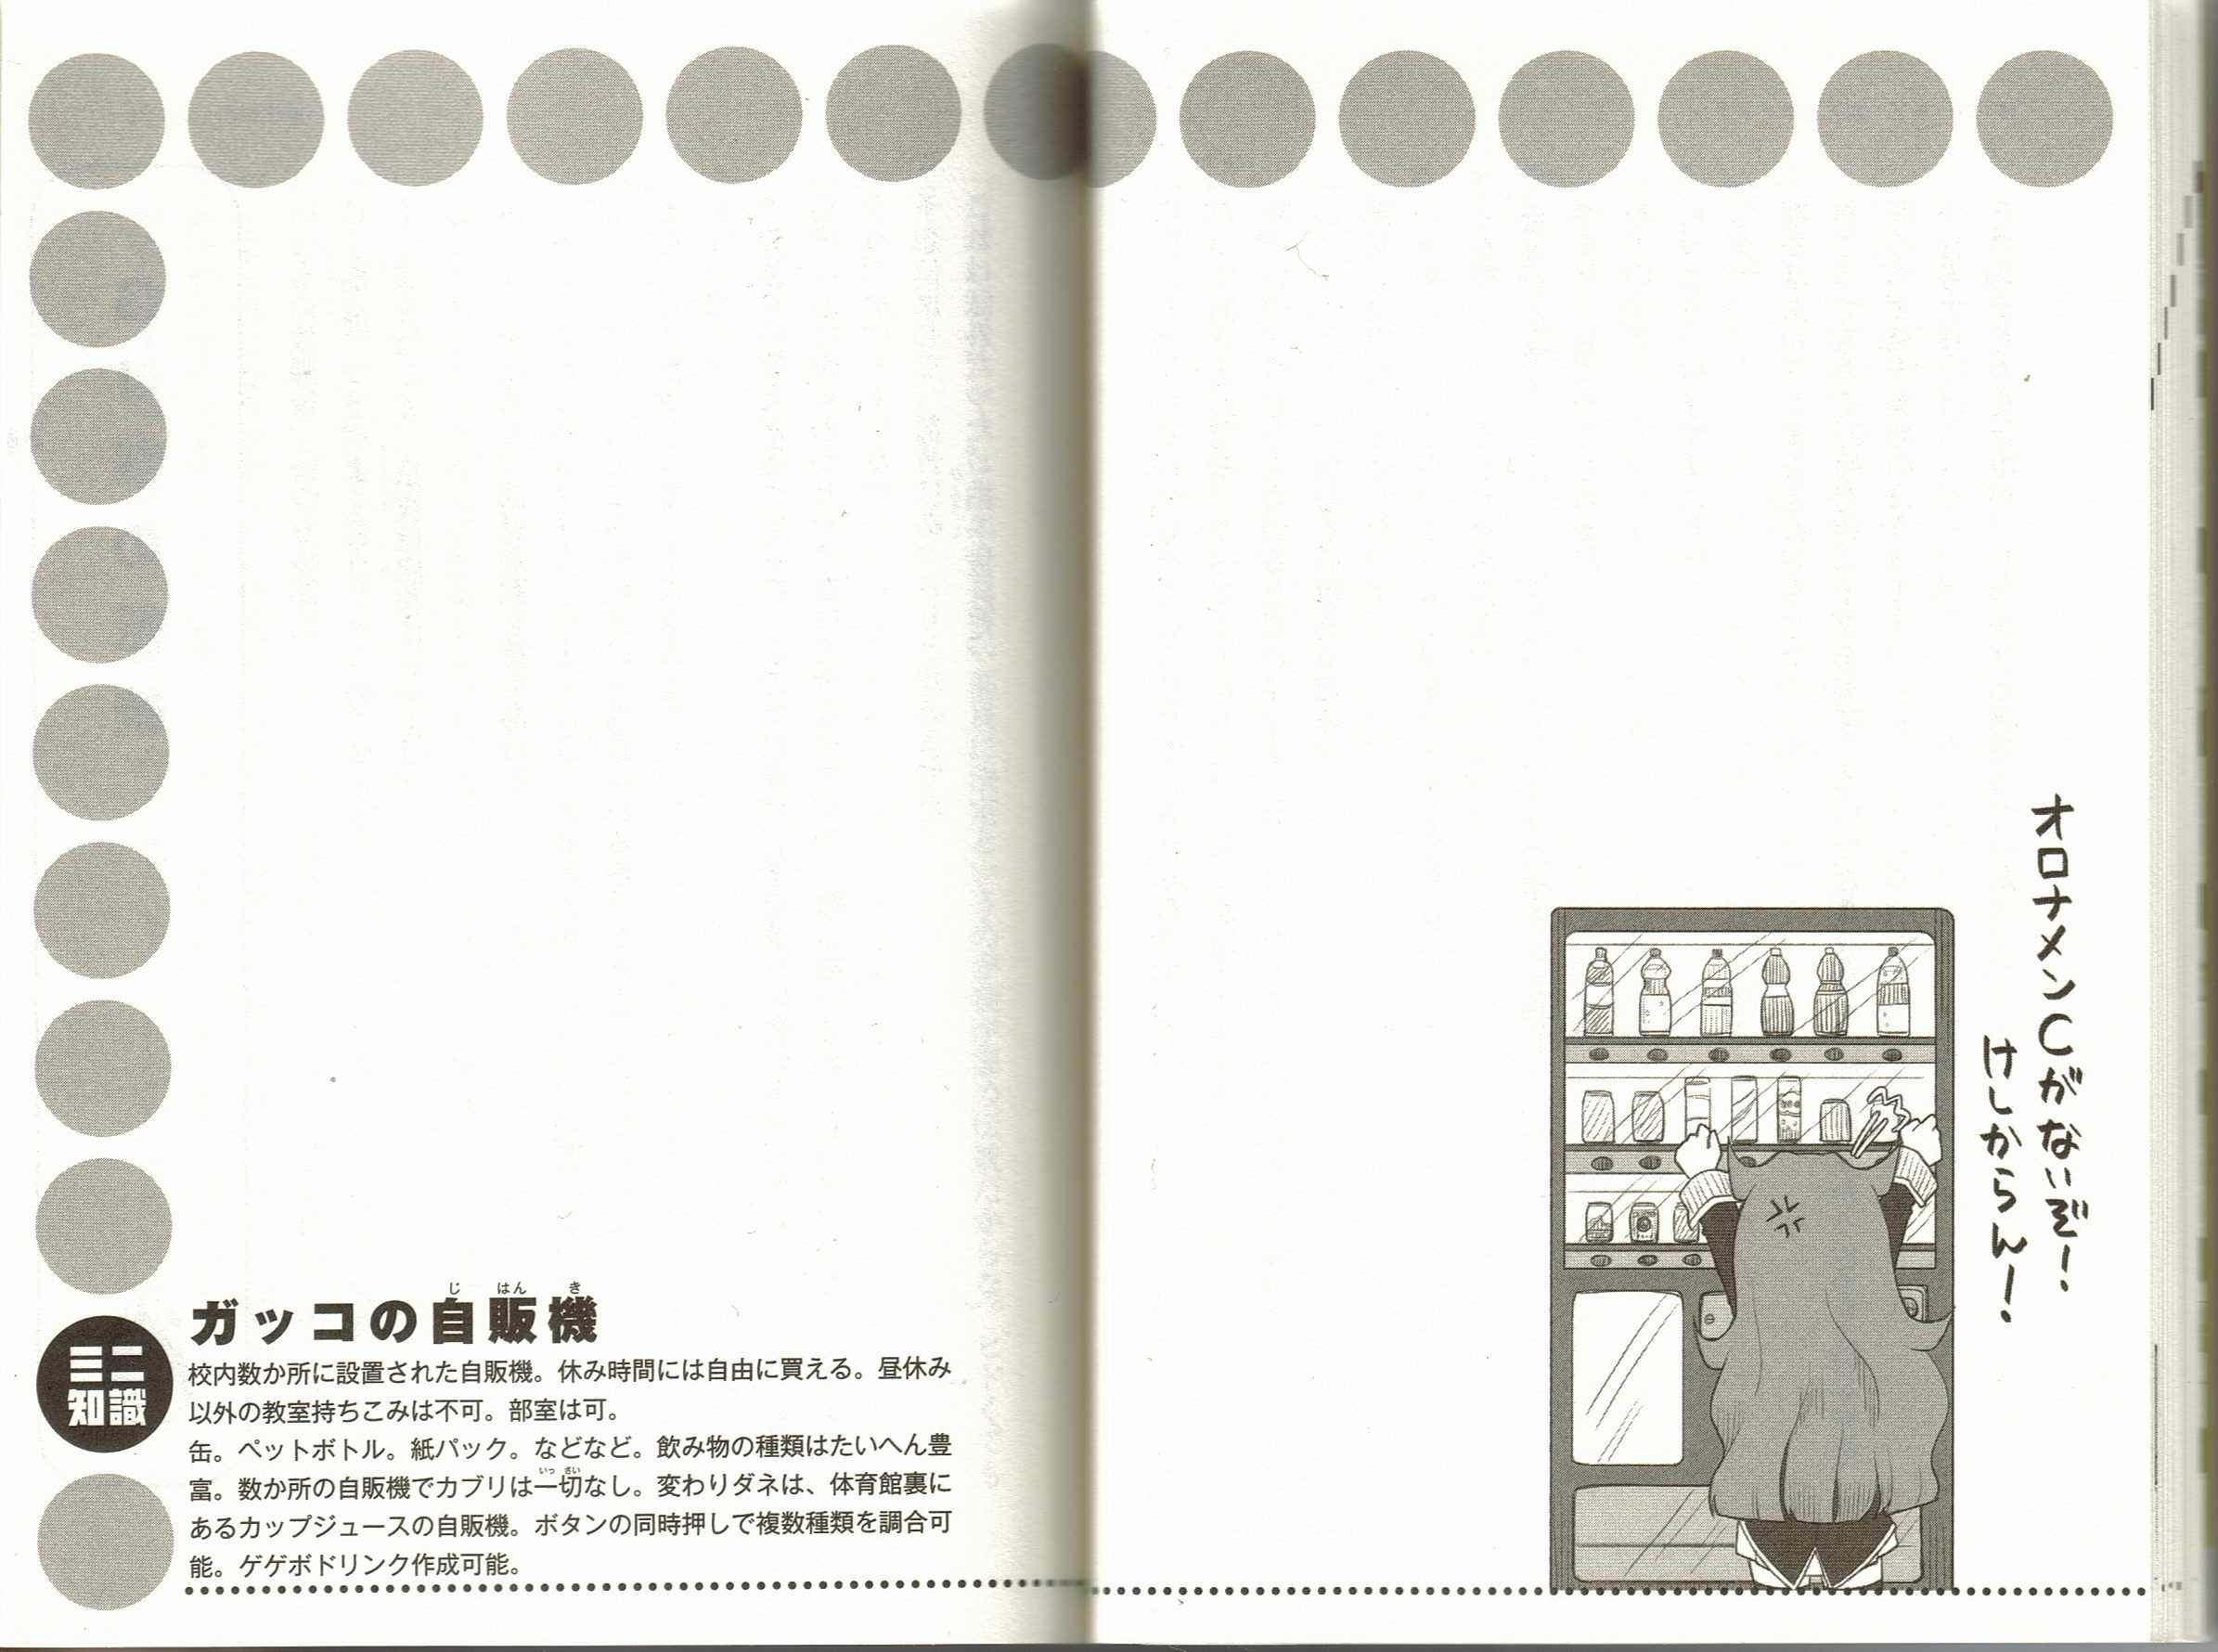 オロナメンCがないぞー！
けしからんー！
ミニ
知識
ガッコの自販機
校内数か所に設置された自販機。休み時間には自由に買える。昼休み
以外の教室持ちこみは不可。部室は可。
缶。ペットボトル。紙パック。などなど。飲み物の種類はたいへん豊
富。数か所の自販機でカブリは一切なし。変わりダネは、体育館裏に
あるカップジュースの自販機。ボタンの同時押しで複数種類を調合可
能。ゲゲボドリンク作成可能。